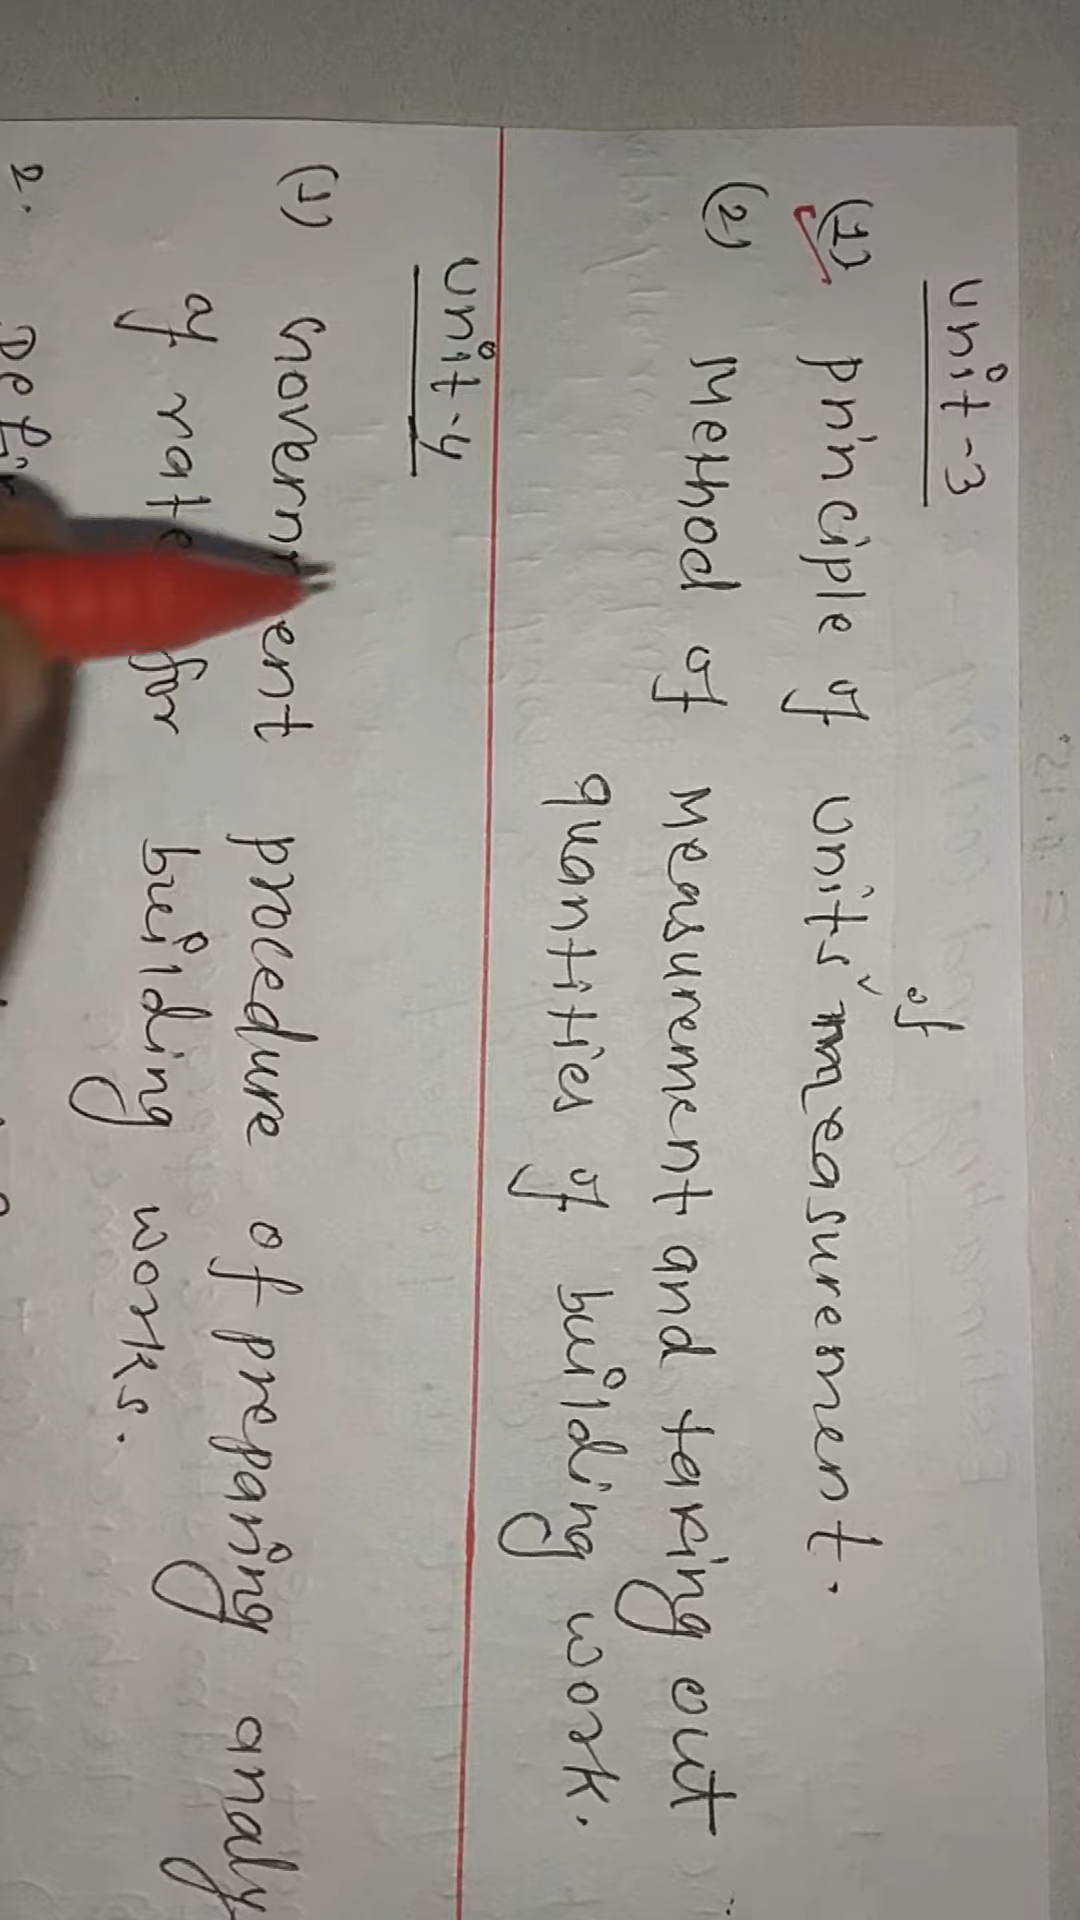 Unit-3
(1) principle of units of measurement.
(2) Method of Measurement and taking out
quantities of building work.
Unit-4
(1) Government procedure of preparing analy
of rate for building works.
2.